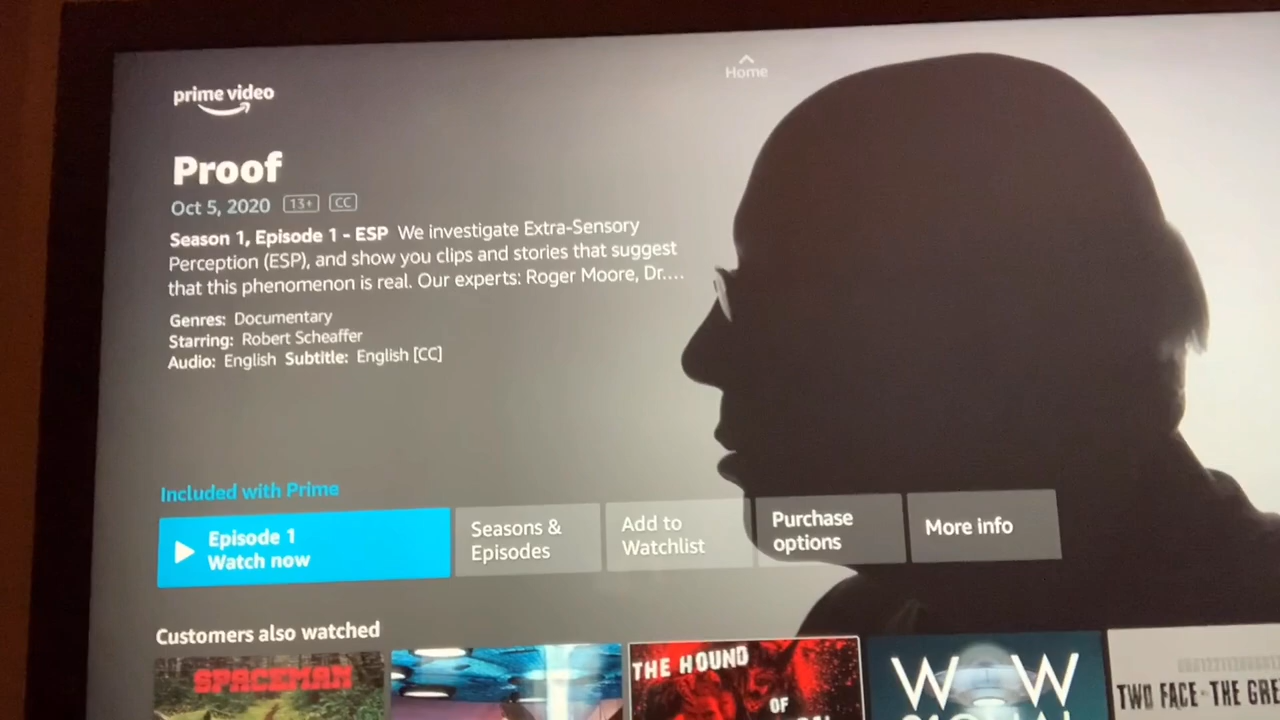 Home
prime video
Proof
Oct 5, 2020 13+ CC
Season 1, Episode 1 - ESP We investigate Extra-Sensory
Perception (ESP), and show you clips and stories that suggest
that this phenomenon is real. Our experts: Roger Moore, Dr....
Genres: Documentary
Starring: Robert Scheaffer
Audio: English Subtitle: English [CC]
Included with Prime
Episode 1
Watch now
Seasons &
Episodes
Add to
Watchlist
Purchase
options
More info
Customers also watched
SPACEMAN
THE HOUND
OF
TWO FACE - THE GRE